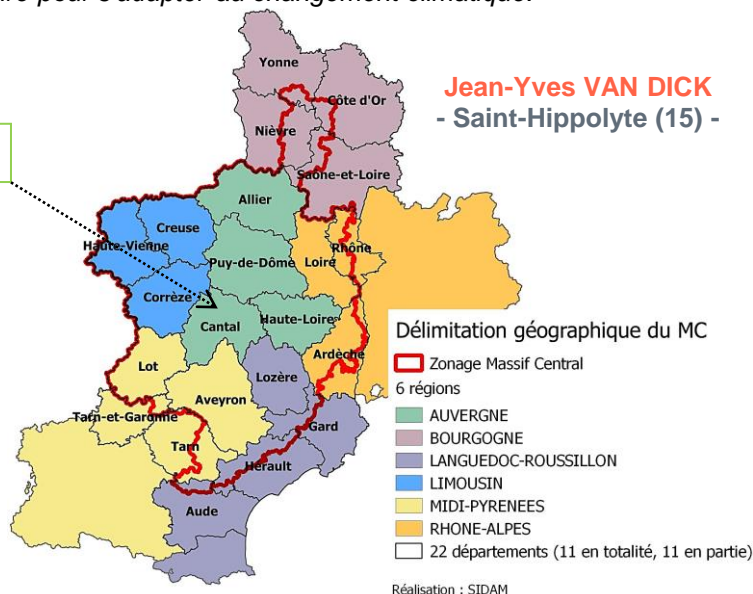 Jean-Yves VAN DICK
- Saint-Hippolyte (15) -
Yonne
Côte d'Or
Nièvre
Saône-et-Loire
Allier
Creuse
Haute-Vienne
Rhône
Loire
Puy-de-Dôme
Corrèze
Cantal
Haute-Loire
Ardèche
Lot
Lozère
Aveyron
Tarn-et-Garonne
Gard
Tarn
Hérault
Aude
Délimitation géographique du MC
Zonage Massif Central
6 régions
AUVERGNE
BOURGOGNE
LANGUEDOC-ROUSSILLON
LIMOUSIN
MIDI-PYRENEES
RHONE-ALPES
22 départements (11 en totalité, 11 en partie)
Réalisation : SIDAM